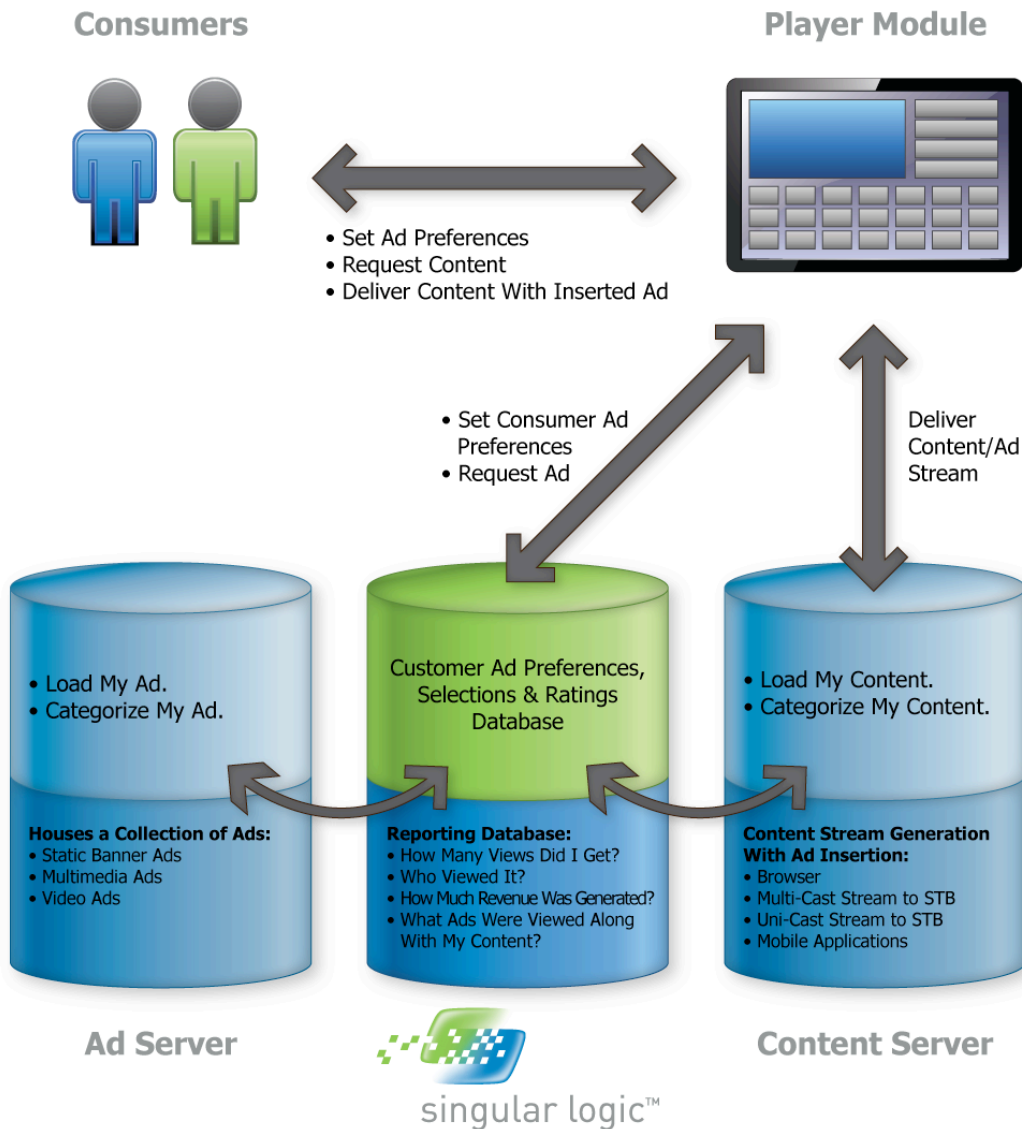 Consumers
Player Module
• Set Ad Preferences
• Request Content
• Deliver Content With Inserted Ad
• Set Consumer Ad
Preferences
• Request Ad
Deliver
Content/Ad
Stream
• Load My Ad.
• Categorize My Ad.
Houses a Collection of Ads:
• Static Banner Ads
• Multimedia Ads
• Video Ads
Customer Ad Preferences,
Selections & Ratings
Database
Reporting Database:
• How Many Views Did I Get?
• Who Viewed It?
• How Much Revenue Was Generated?
• What Ads Were Viewed Along
With My Content?
• Load My Content.
• Categorize My Content.
Content Stream Generation
With Ad Insertion:
• Browser
• Multi-Cast Stream to STB
• Uni-Cast Stream to STB
• Mobile Applications
Ad Server
singular logic™
Content Server